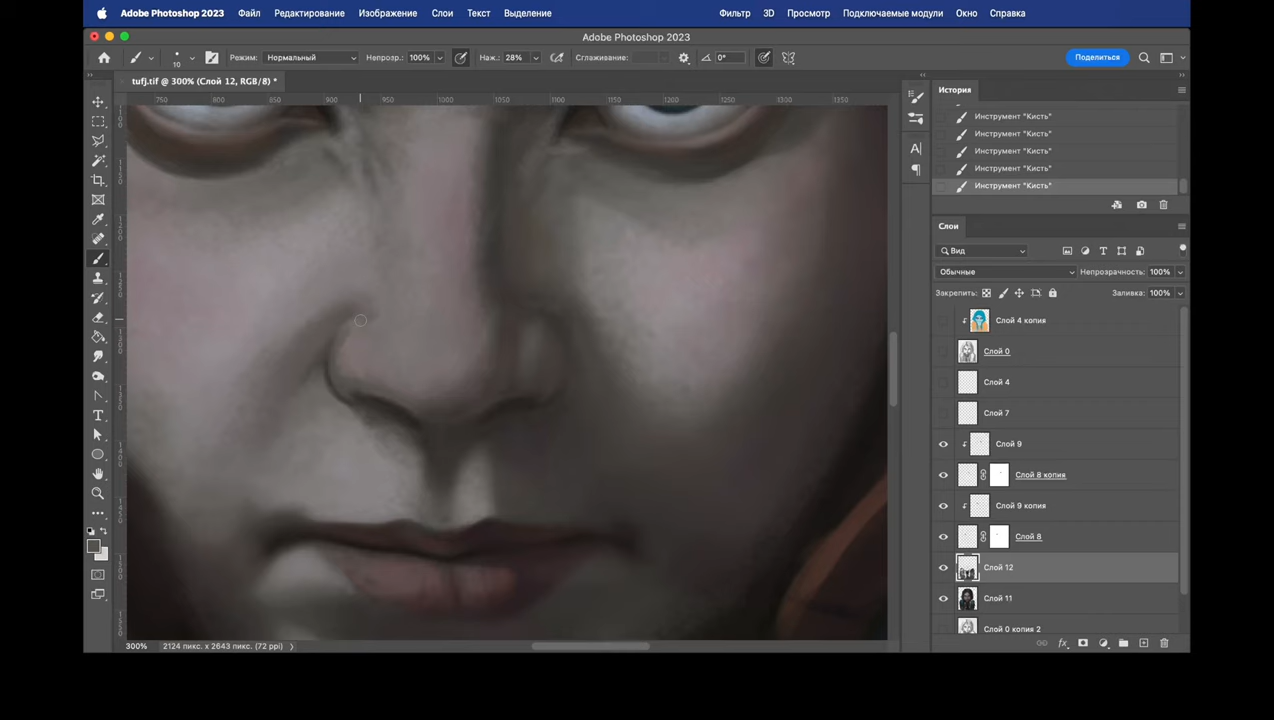 Adobe Photoshop 2023 Файл Редактирование Изображение Слои Текст Выделение Фильтр 3D Просмотр Подключаемые модули Окно Справка
Adobe Photoshop 2023
10 Режим: Нормальный Непрозр.: 100% Наж.: 28% Сглаживание: 0° Поделиться
tufj.tif @ 300% (Слой 12, RGB/8) *
750 800 850 900 950 1000 1050 1100 1150 1200 1250 1300 1350
История
Инструмент "Кисть"
Инструмент "Кисть"
Инструмент "Кисть"
Инструмент "Кисть"
Инструмент "Кисть"
Слои
Вид
Обычные Непрозрачность: 100%
Закрепить: Заливка: 100%
Слой 4 копия
Слой 0
Слой 4
Слой 7
Слой 9
Слой 8 копия
Слой 9 копия
Слой 8
Слой 12
Слой 11
Слой 0 копия 2
300% 2124 пикс. x 2643 пикс. (72 ppi)